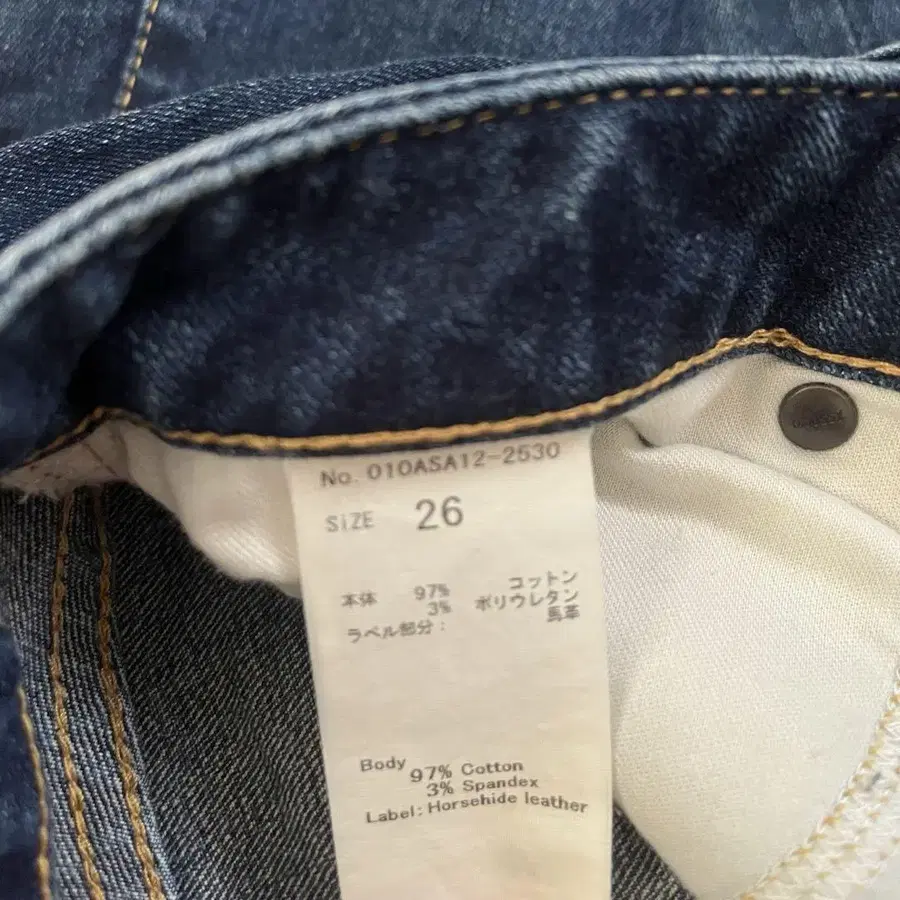 No. 010ASA12-2530
SIZE 26
本体 97% コットン
3% ポリウレタン
ラベル部分: 馬革
Body 97% Cotton
3% Spandex
Label: Horsehide leather